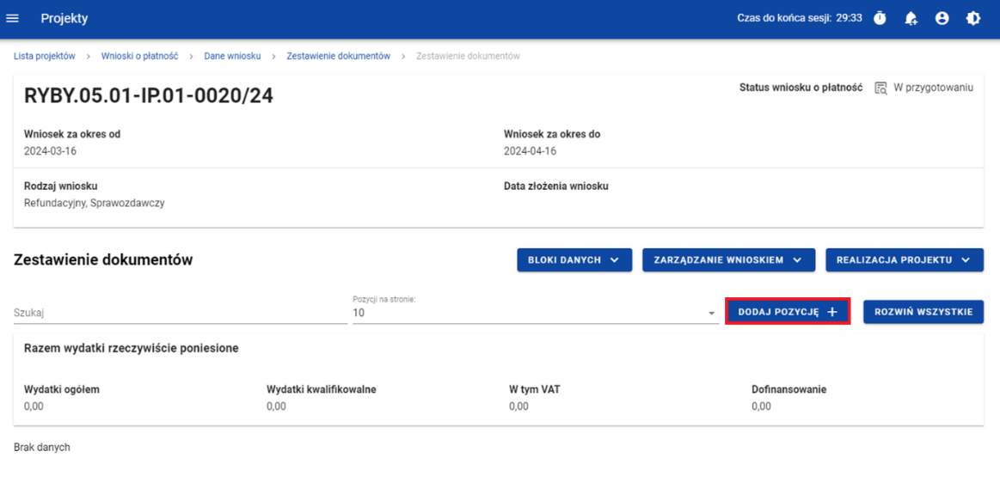 Projekty
Czas do końca sesji: 29:33
Lista projektów > Wnioski o płatność > Dane wniosku > Zestawienie dokumentów > Zestawienie dokumentów
RYBY.05.01-IP.01-0020/24
Status wniosku o płatność W przygotowaniu
Wniosek za okres od
2024-03-16
Wniosek za okres do
2024-04-16
Rodzaj wniosku
Refundacyjny, Sprawozdawczy
Data złożenia wniosku
Zestawienie dokumentów
BLOKI DANYCH
ZARZĄDZANIE WNIOSKIEM
REALIZACJA PROJEKTU
Szukaj
Pozycji na stronie:
10
DODAJ POZYCJĘ +
ROZWIŃ WSZYSTKIE
Razem wydatki rzeczywiście poniesione
Wydatki ogółem
0,00
Wydatki kwalifikowalne
0,00
W tym VAT
0,00
Dofinansowanie
0,00
Brak danych